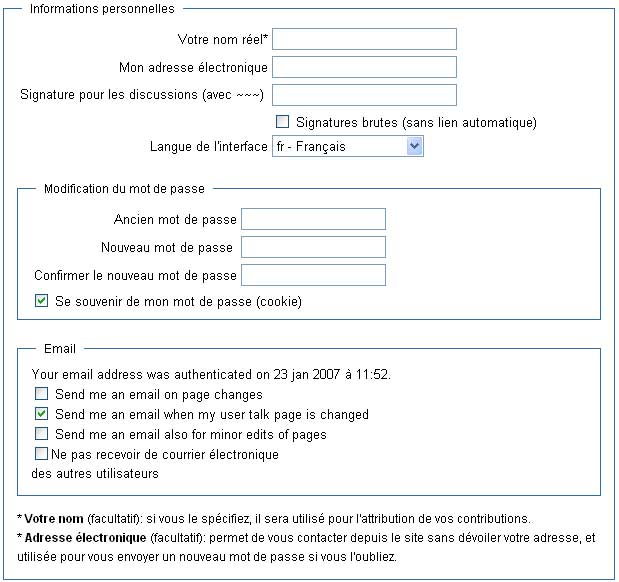 Informations personnelles
Votre nom réel*
Mon adresse électronique
Signature pour les discussions (avec ~~~)
Signatures brutes (sans lien automatique)
Langue de l'interface fr - Français
Modification du mot de passe
Ancien mot de passe
Nouveau mot de passe
Confirmer le nouveau mot de passe
Se souvenir de mon mot de passe (cookie)
Email
Your email address was authenticated on 23 jan 2007 à 11:52.
Send me an email on page changes
Send me an email when my user talk page is changed
Send me an email also for minor edits of pages
Ne pas recevoir de courrier électronique
des autres utilisateurs
* Votre nom (facultatif): si vous le spécifiez, il sera utilisé pour l'attribution de vos contributions.
* Adresse électronique (facultatif): permet de vous contacter depuis le site sans dévoiler votre adresse, et
utilisée pour vous envoyer un nouveau mot de passe si vous l'oubliez.